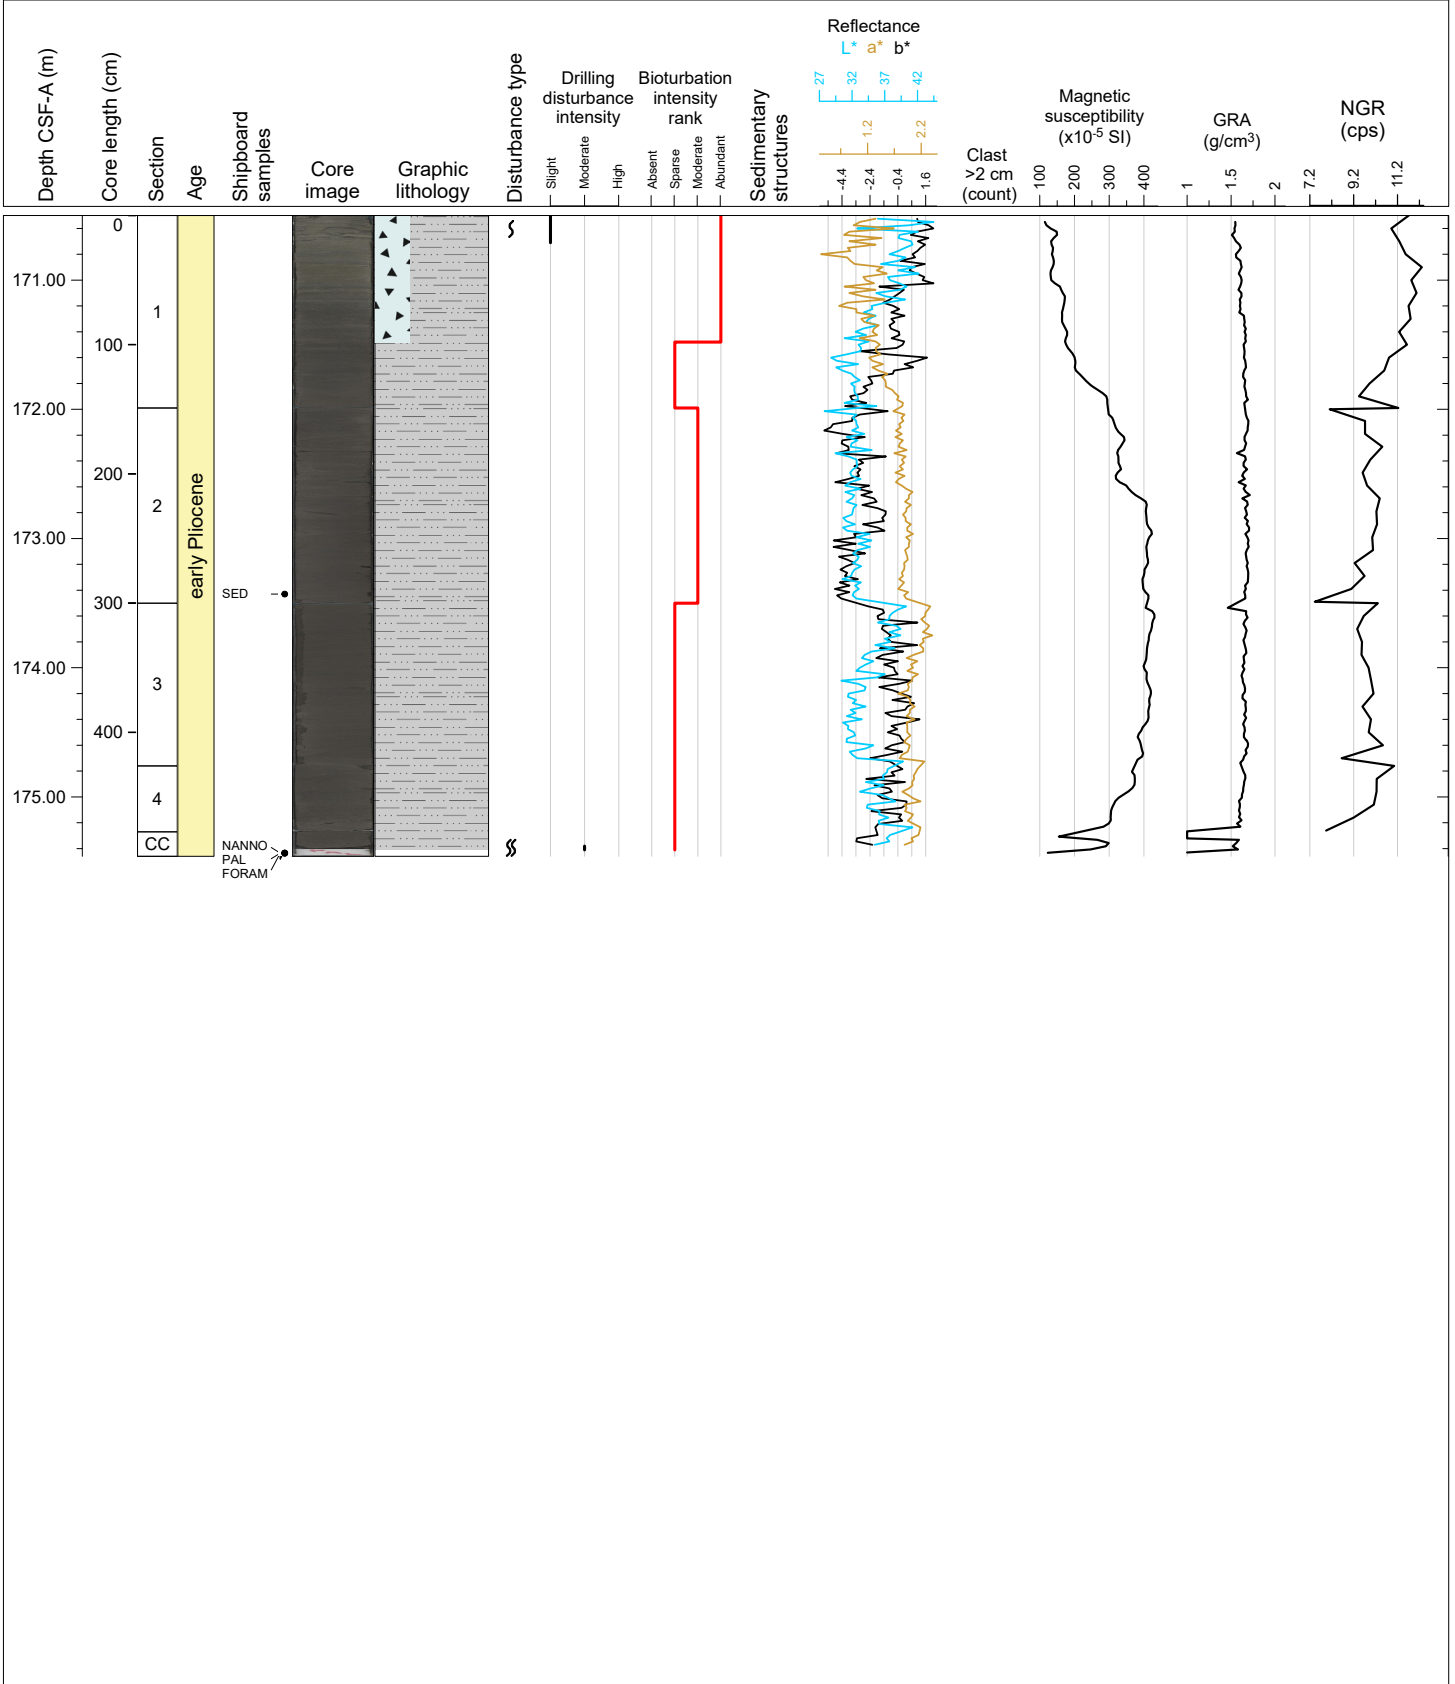 Depth CSF-A (m)
Core length (cm)
Section
Age
Shipboard
samples
Core
image
Graphic
lithology
Disturbance type
Drilling
disturbance
intensity
Slight
Moderate
High
Bioturbation
intensity
rank
Absent
Sparse
Moderate
Abundant
Sedimentary
structures
Reflectance
L* a* b*
27 32 37 42
1.2 2.2
-4.4 -2.4 -0.4 1.6
Clast
>2 cm
(count)
Magnetic
susceptibility
(x10-5 SI)
100 200 300 400
GRA
(g/cm3)
1 1.5 2
NGR
(cps)
7.2 9.2 11.2
0
171.00
1
100
172.00
200
2
early Pliocene
173.00
SED
300
174.00
3
400
175.00
4
CC
NANNO
PAL
FORAM